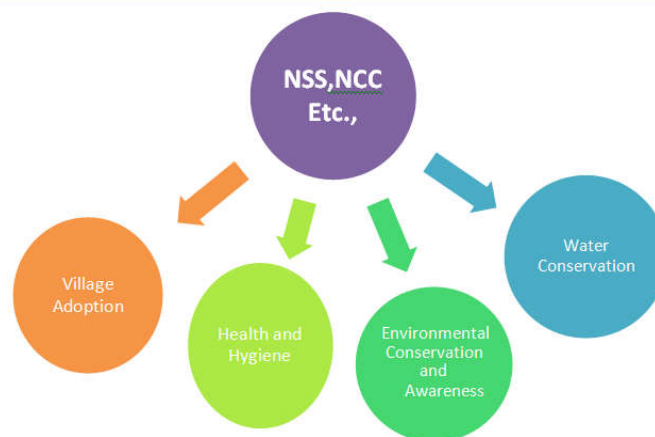 NSS,NCC
Etc.,
Village
Adoption
Health and
Hygiene
Environmental
Conservation
and
Awareness
Water
Conservation